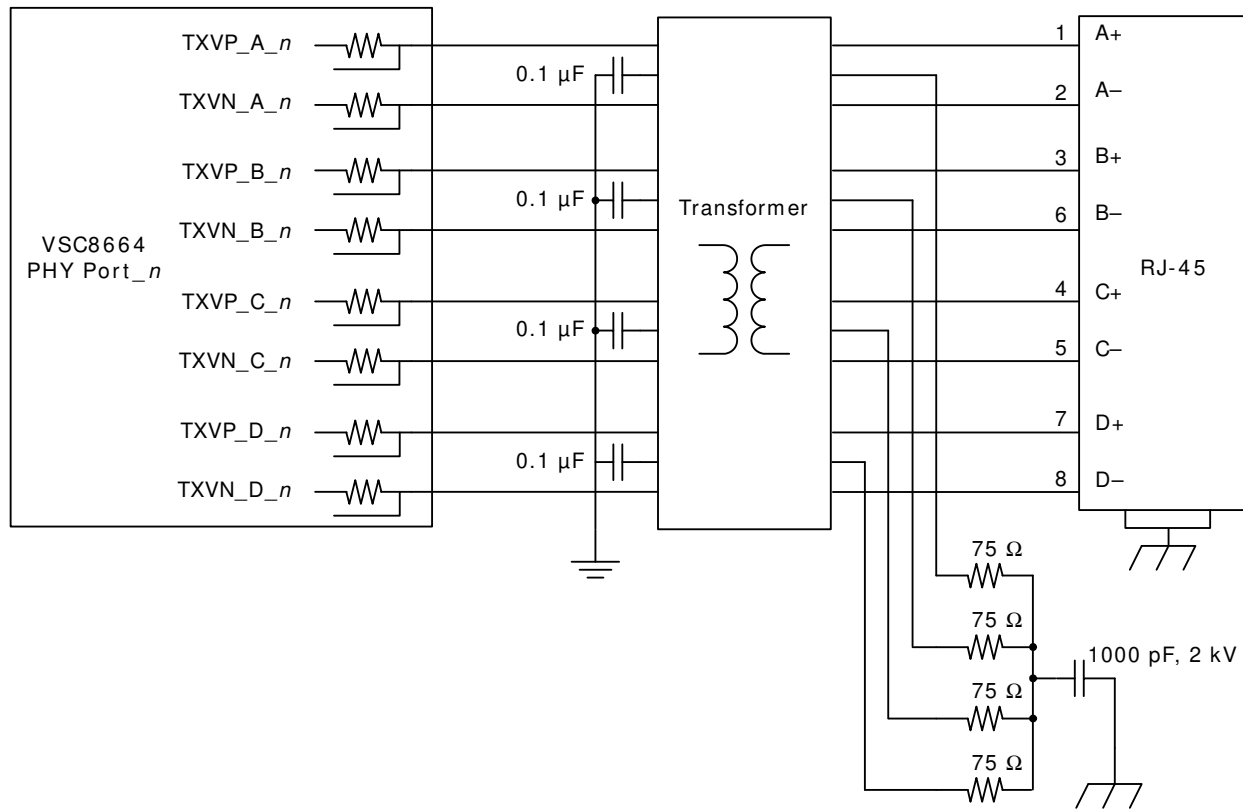 TXVP_A_n
0.1 µF
TXVN_A_n
TXVP_B_n
0.1 µF
TXVN_B_n
VSC8664
PHY Port_n
TXVP_C_n
0.1 µF
TXVN_C_n
TXVP_D_n
0.1 µF
TXVN_D_n
Transformer
1 A+
2 A–
3 B+
6 B–
RJ-45
4 C+
5 C–
7 D+
8 D–
75 Ω
75 Ω
1000 pF, 2 kV
75 Ω
75 Ω